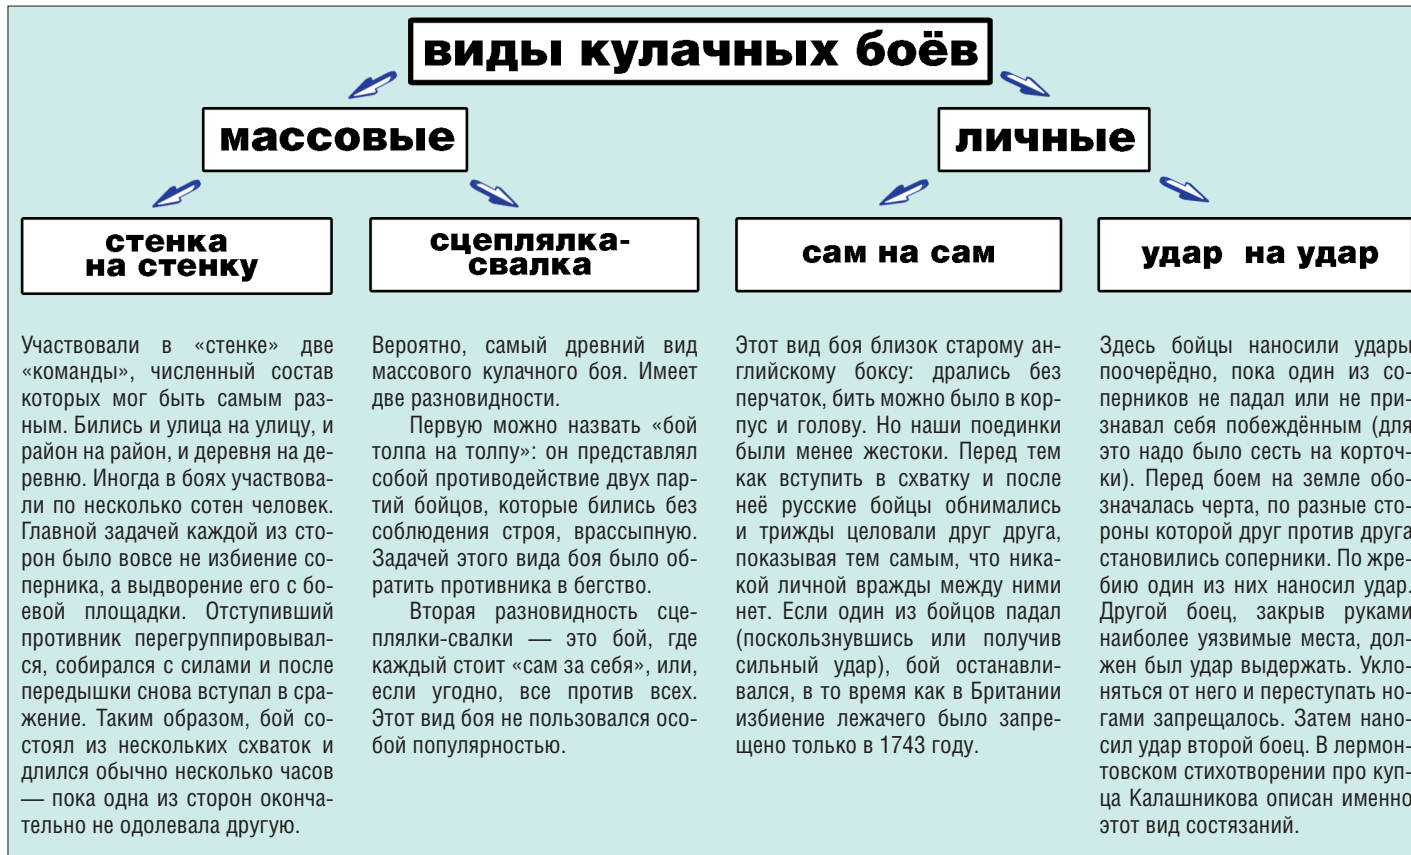 виды кулачных боёв
массовые
личные
стенка
на стенку
сцеплялка-
свалка
сам на сам
удар на удар
Участвовали в «стенке» две
«команды», численный состав
которых мог быть самым раз-
ным. Бились и улица на улицу, и
район на район, и деревня на де-
ревню. Иногда в боях участвова-
ли по несколько сотен человек.
Главной задачей каждой из сто-
рон было вовсе не избиение со-
перника, а выдворение его с бо-
евой площадки. Отступивший
противник перегруппировывал-
ся, собирался с силами и после
передышки снова вступал в сра-
жение. Таким образом, бой со-
стоял из нескольких схваток и
длился обычно несколько часов
— пока одна из сторон оконча-
тельно не одолевала другую.
Вероятно, самый древний вид
массового кулачного боя. Имеет
две разновидности.
Первую можно назвать «бой
толпа на толпу»: он представлял
собой противодействие двух пар-
тий бойцов, которые бились без
соблюдения строя, врассыпную.
Задачей этого вида боя было об-
ратить противника в бегство.
Вторая разновидность сце-
плялки-свалки — это бой, где
каждый стоит «сам за себя», или,
если угодно, все против всех.
Этот вид боя не пользовался осо-
бой популярностью.
Этот вид боя близок старому ан-
глийскому боксу: дрались без
перчаток, бить можно было в кор-
пус и голову. Но наши поединки
были менее жестоки. Перед тем
как вступить в схватку и после
неё русские бойцы обнимались
и трижды целовали друг друга,
показывая тем самым, что ника-
кой личной вражды между ними
нет. Если один из бойцов падал
(поскользнувшись или получив
сильный удар), бой останавли-
вался, в то время как в Британии
избиение лежачего было запре-
щено только в 1743 году.
Здесь бойцы наносили удары
поочерёдно, пока один из со-
перников не падал или не при-
знавал себя побеждённым (для
это надо было сесть на корточ-
ки). Перед боем на земле обо-
значалась черта, по разные сто-
роны которой друг против друга
становились соперники. По жре-
бию один из них наносил удар.
Другой боец, закрыв руками
наиболее уязвимые места, дол-
жен был удар выдержать. Укло-
няться от него и переступать но-
гами запрещалось. Затем нано-
сил удар второй боец. В лермон-
товском стихотворении про куп-
ца Калашникова описан именно
этот вид состязаний.